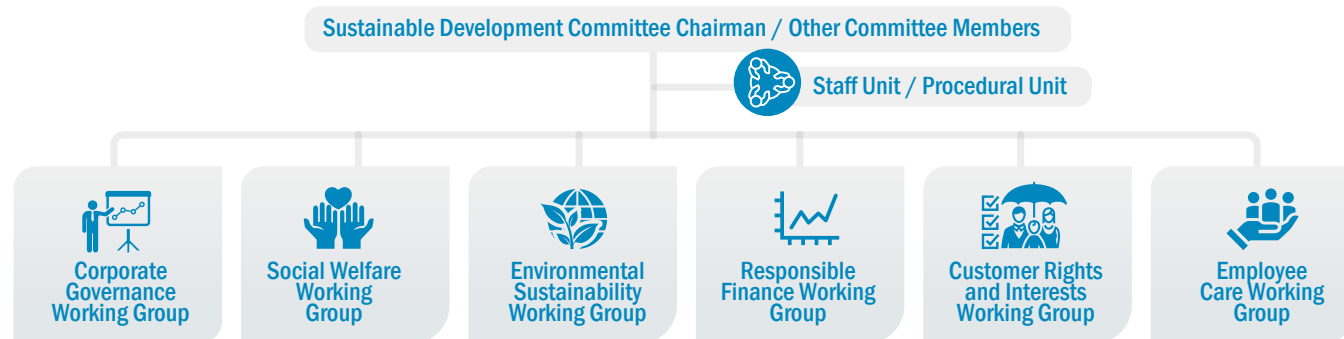 Sustainable Development Committee Chairman / Other Committee Members
Staff Unit / Procedural Unit
Corporate
Governance
Working Group
Social Welfare
Working
Group
Environmental
Sustainability
Working Group
Responsible
Finance Working
Group
Customer Rights
and Interests
Working Group
Employee
Care Working
Group